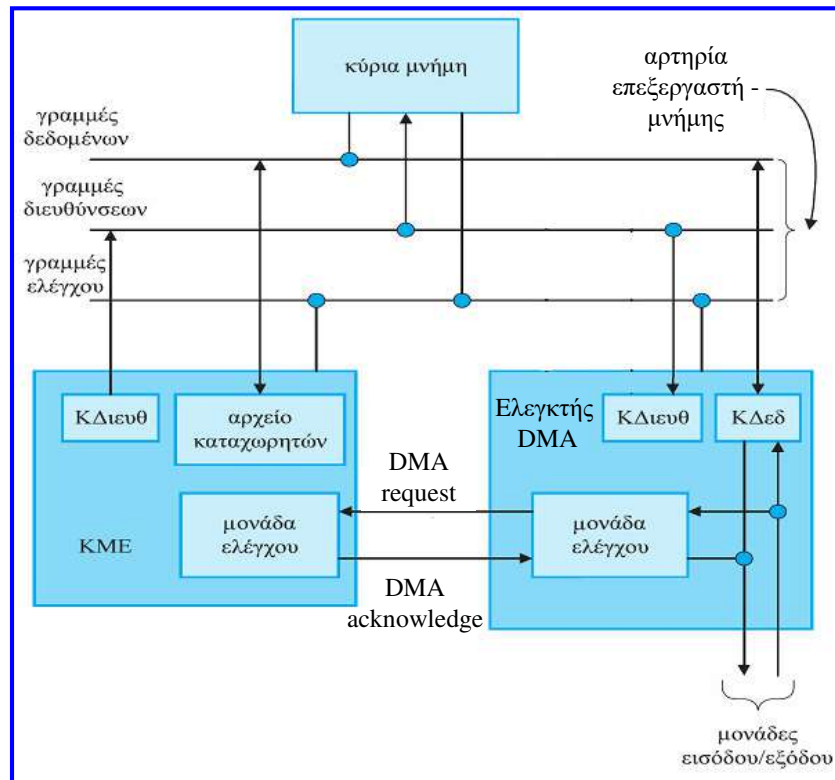 κύρια μνήμη
αρτηρία
επεξεργαστή -
μνήμης
γραμμές
δεδομένων
γραμμές
διευθύνσεων
γραμμές
ελέγχου
ΚΔιευθ
αρχείο
καταχωρητών
Ελεγκτής
DMA
ΚΔιευθ
ΚΔεδ
DMA
request
ΚΜΕ
μονάδα
ελέγχου
μονάδα
ελέγχου
DMA
acknowledge
μονάδες
εισόδου/εξόδου